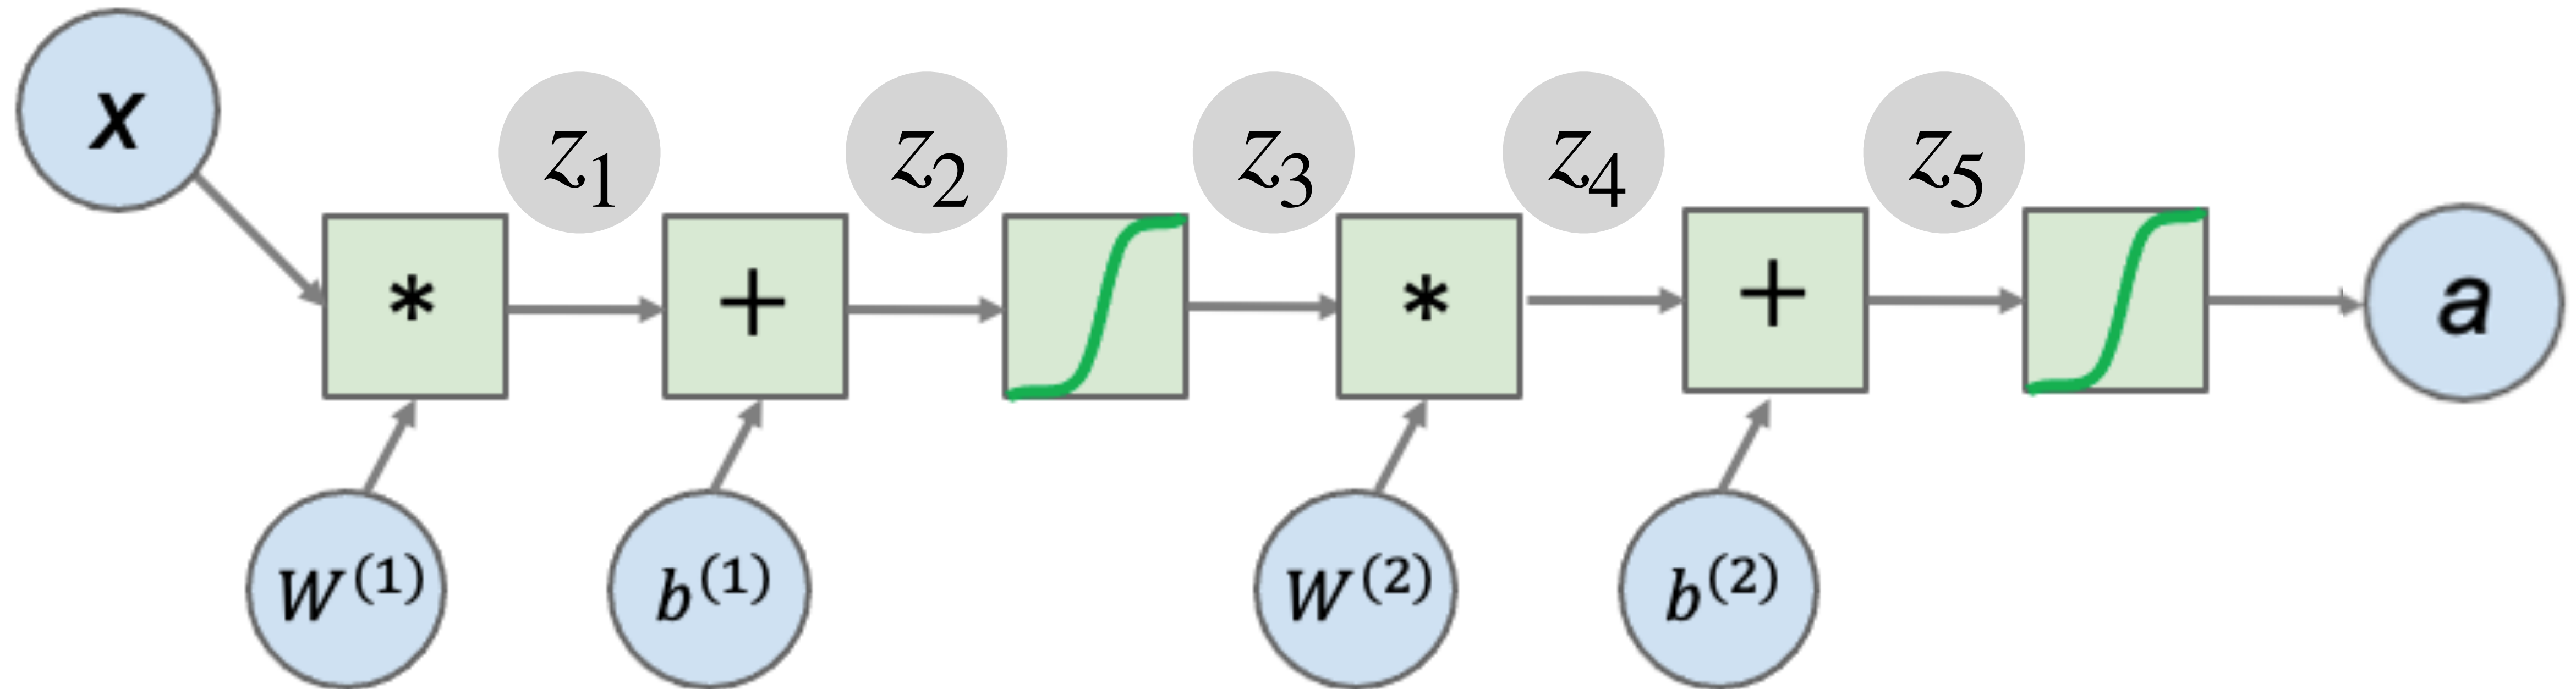 x
z₁ z₂ z₃ z₄ z₅
* + * + a
W⁽¹⁾ b⁽¹⁾ W⁽²⁾ b⁽²⁾